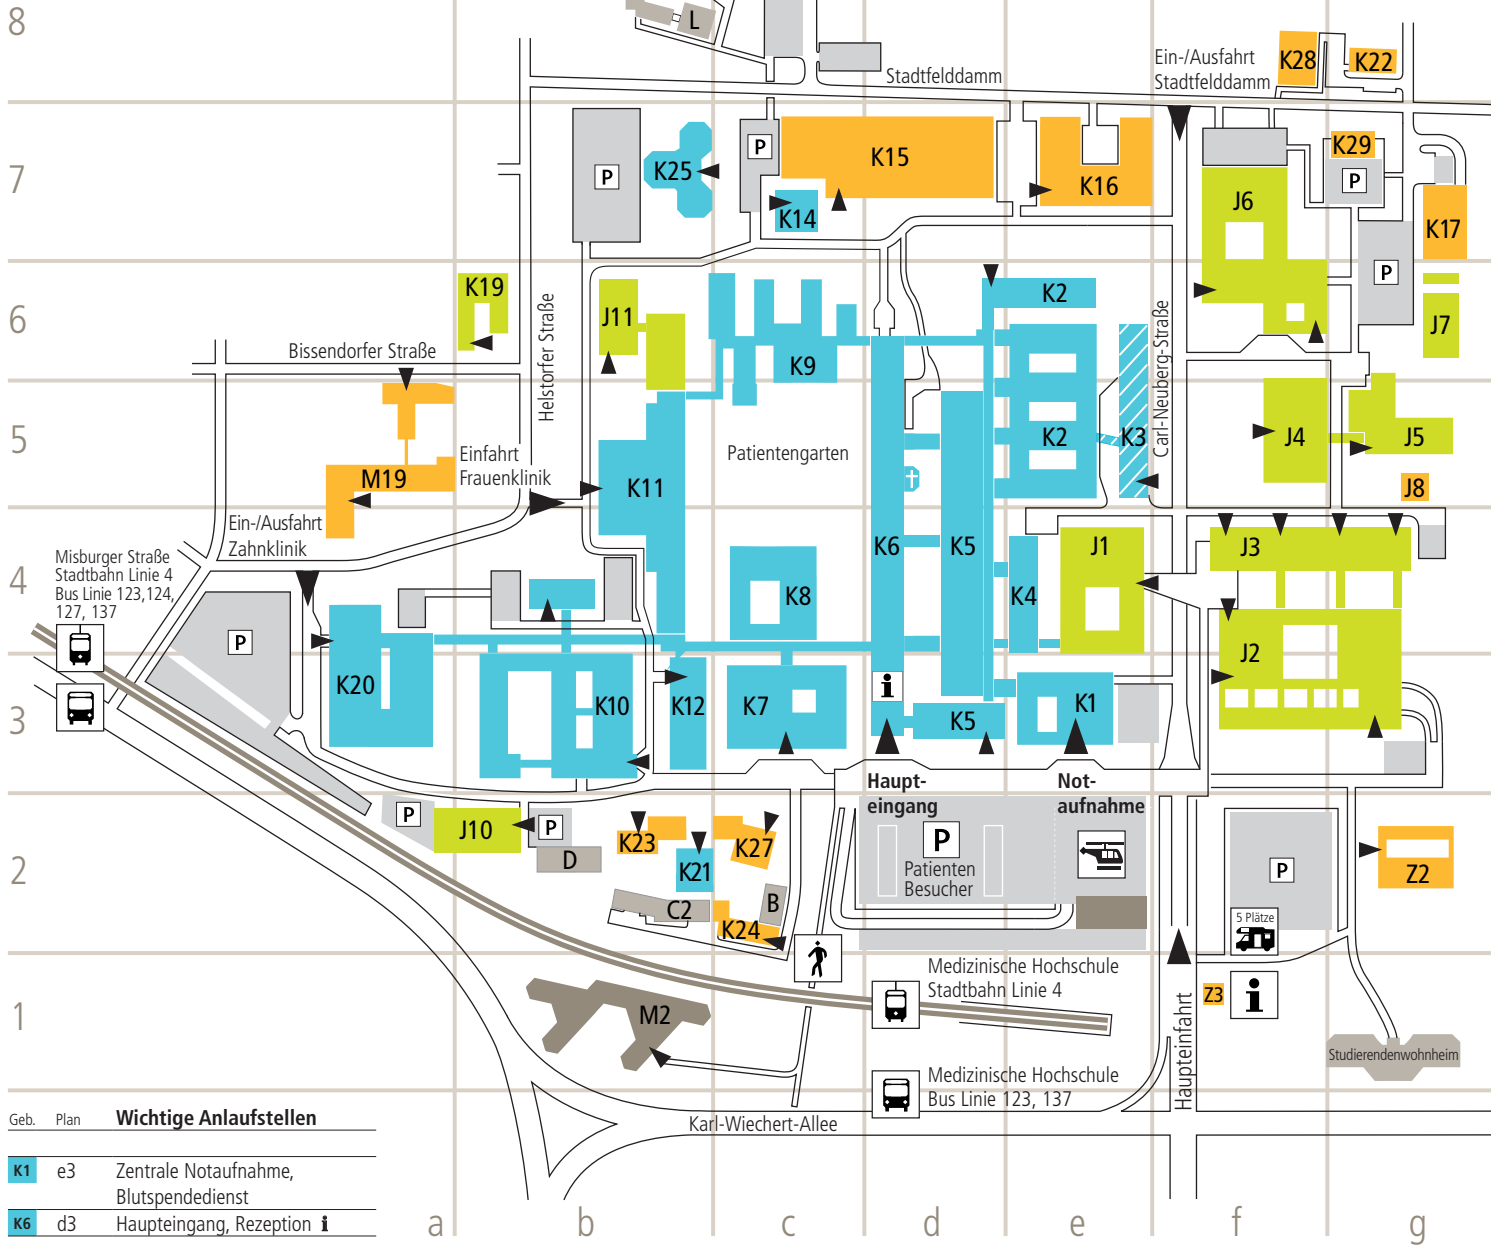 8
L
Stadtfelddamm
Ein-/Ausfahrt
Stadtfelddamm
K28
K22
7
P
K25
P
K15
K14
K16
K29
P
J6
K17
P
6
K19
J11
Helstorfer Straße
Bissendorfer Straße
K9
K2
Carl-Neuberg-Straße
J7
5
M19
Einfahrt
Frauenklinik
K11
Patientengarten
K2
K3
J4
J5
J8
Ein-/Ausfahrt
Zahnklinik
4
Misburger Straße
Stadtbahn Linie 4
Bus Linie 123,124,
127, 137
P
K8
K6
K5
K4
J1
J3
J2
3
K20
K10
K12
K7
i
K5
K1
Haupt-
eingang
Not-
aufnahme
P
J10
P
D
K23
K21
K27
C2
B
K24
P
Patienten
Besucher
P
5 Plätze
Z2
2
Medizinische Hochschule
Stadtbahn Linie 4
Z3
i
1
M2
Haupteinfahrt
Studierendenwohnheim
Medizinische Hochschule
Bus Linie 123, 137
Karl-Wiechert-Allee
Geb. Plan Wichtige Anlaufstellen
K1 e3 Zentrale Notaufnahme,
Blutspendedienst
K6 d3 Haupteingang, Rezeption i
a b c d e f g